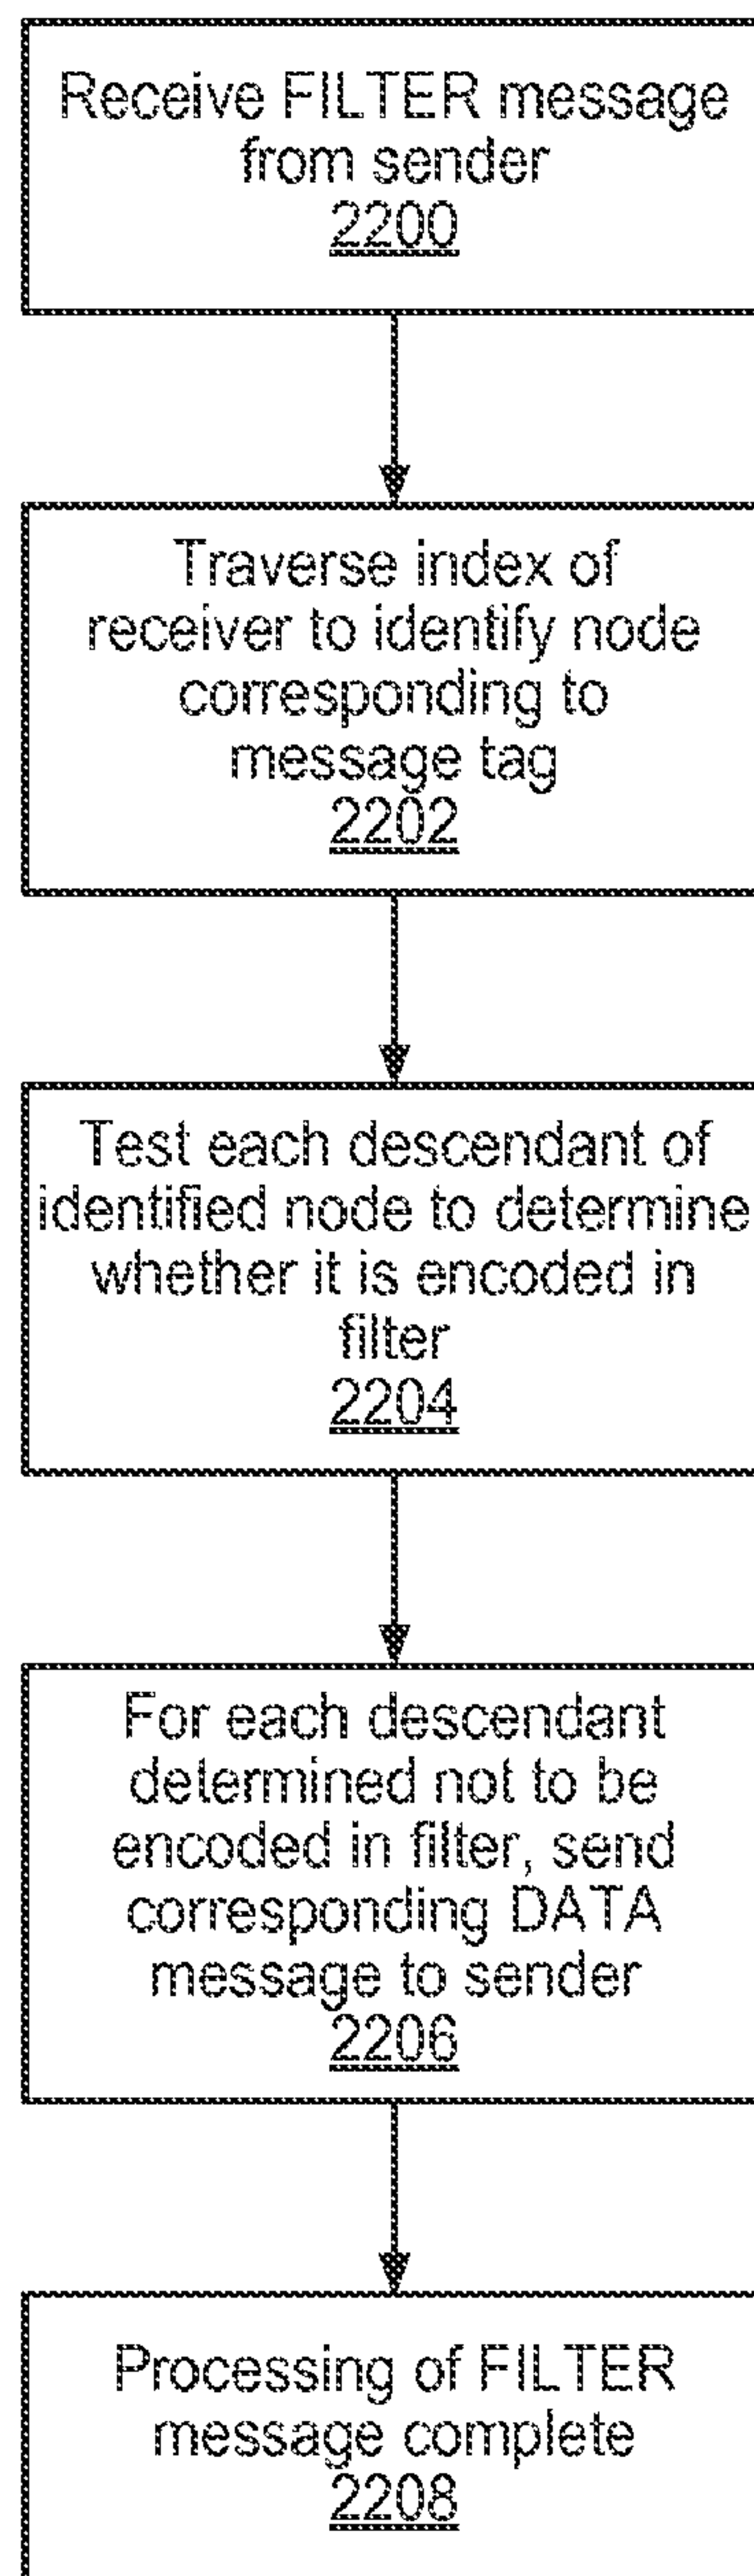 Receive FILTER message
from sender
2200
Traverse index of
receiver to identify node
corresponding to
message tag
2202
Test each descendant of
identified node to determine
whether it is encoded in
filter
2204
For each descendant
determined not to be
encoded in filter, send
corresponding DATA
message to sender
2206
Processing of FILTER
message complete
2208